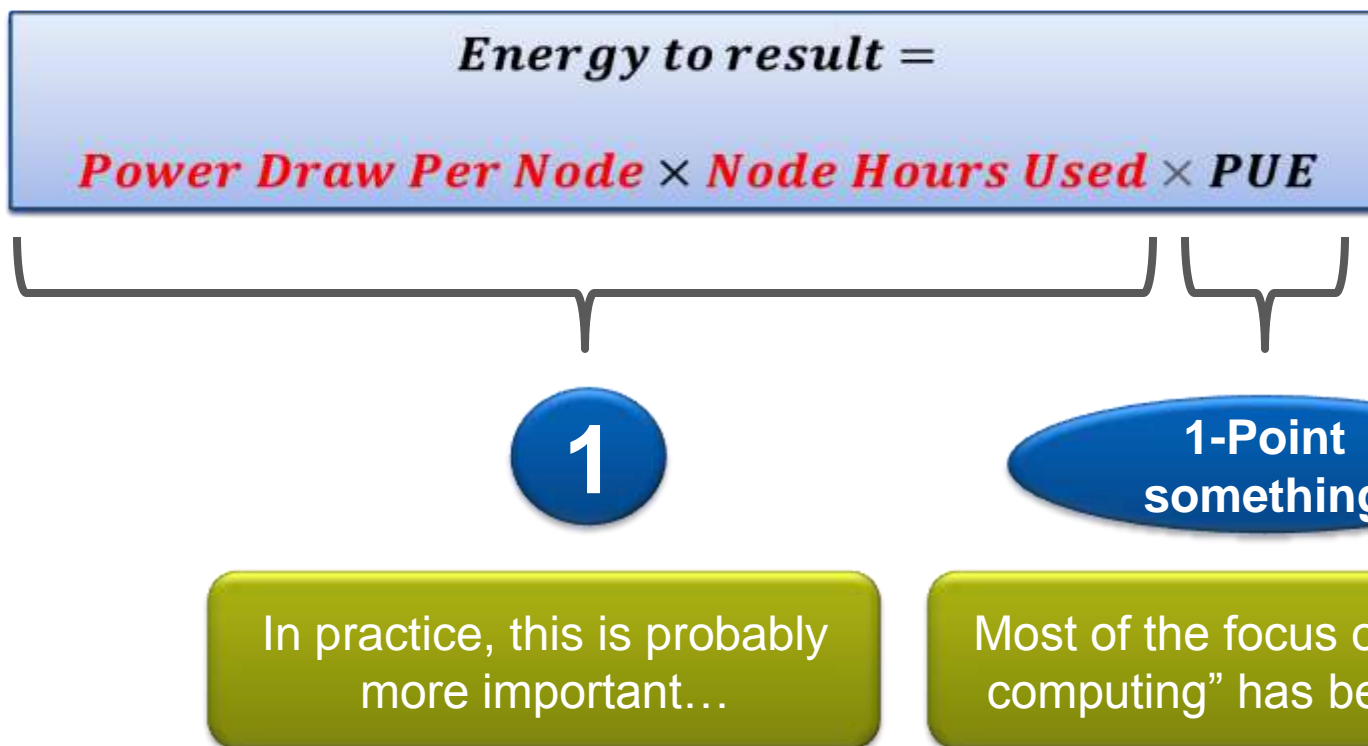 Energy to result =
Power Draw Per Node × Node Hours Used × PUE
1
1-Point
something
In practice, this is probably
more important…
Most of the focus
computing” has